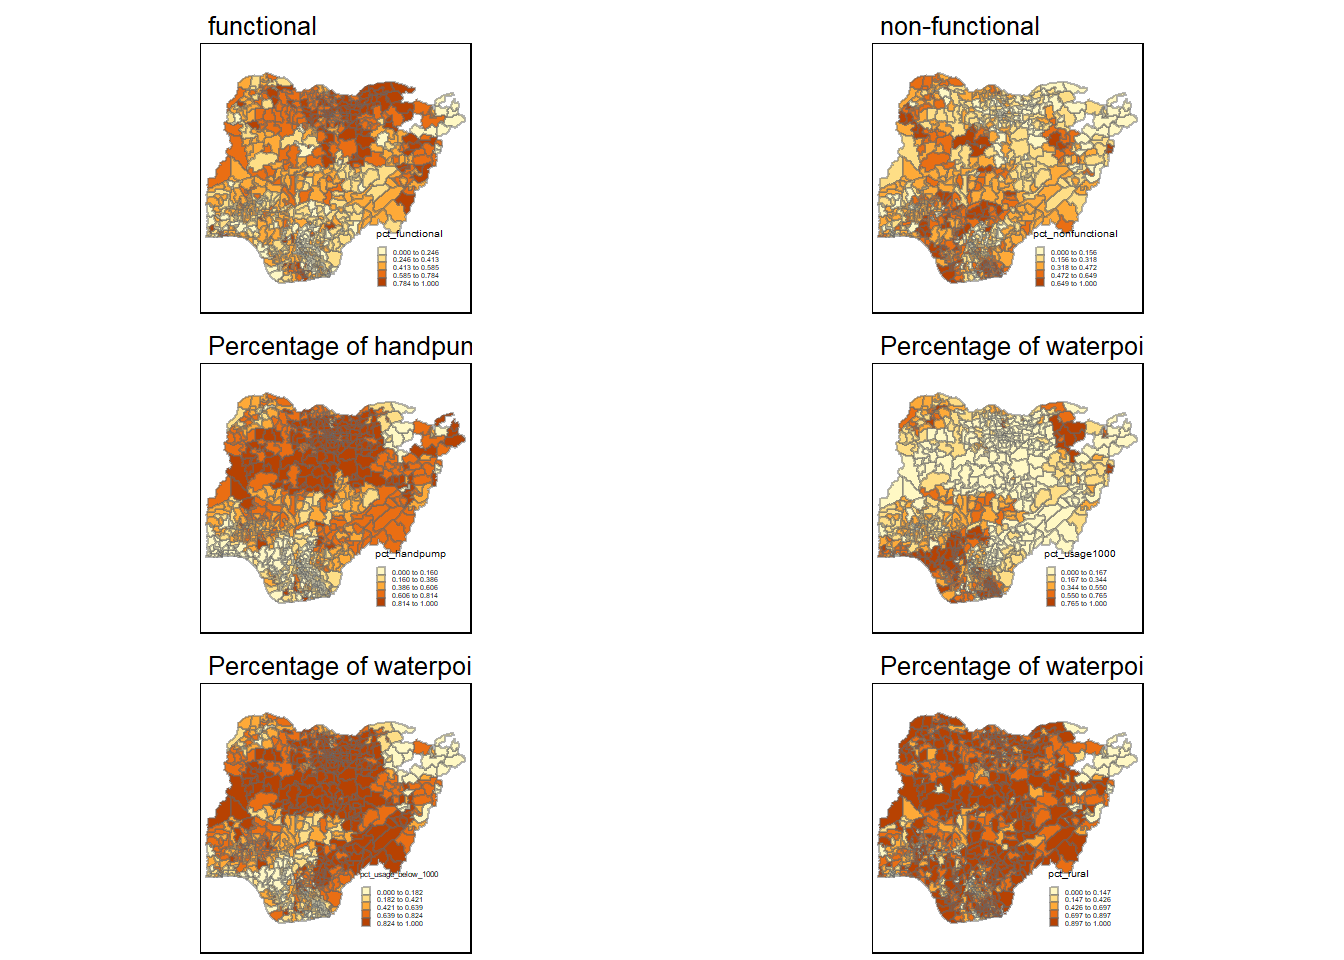 functional
pct_functional
0.000 to 0.246
0.246 to 0.413
0.413 to 0.585
0.585 to 0.784
0.784 to 1.000
non-functional
pct_nonfunctional
0.000 to 0.156
0.156 to 0.318
0.318 to 0.472
0.472 to 0.649
0.649 to 1.000
Percentage of handpun
pct_handpump
0.000 to 0.160
0.160 to 0.386
0.386 to 0.606
0.606 to 0.814
0.814 to 1.000
Percentage of waterpoi
pct_usage1000
0.000 to 0.167
0.167 to 0.344
0.344 to 0.550
0.550 to 0.765
0.765 to 1.000
Percentage of waterpoi
pct_usage_below_1000
0.000 to 0.182
0.182 to 0.421
0.421 to 0.639
0.639 to 0.824
0.824 to 1.000
Percentage of waterpoi
pct_rural
0.000 to 0.147
0.147 to 0.426
0.426 to 0.697
0.697 to 0.897
0.897 to 1.000